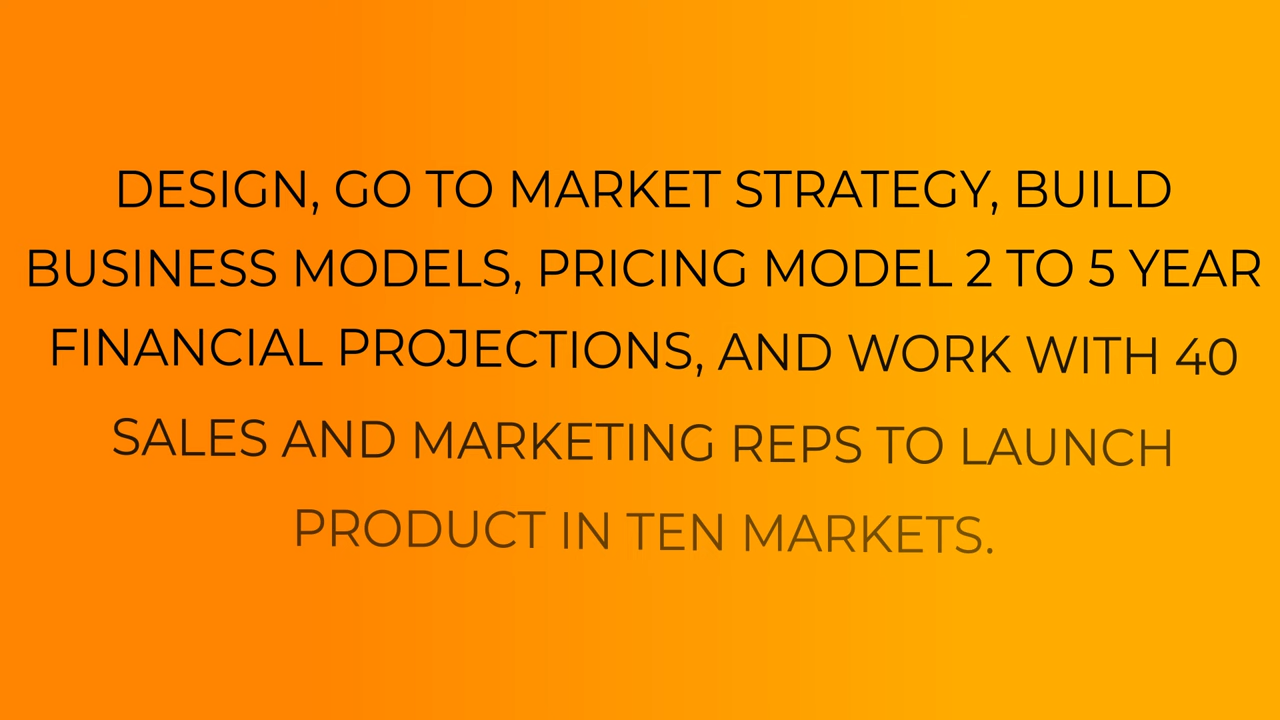 DESIGN, GO TO MARKET STRATEGY, BUILD
BUSINESS MODELS, PRICING MODEL 2 TO 5 YEAR
FINANCIAL PROJECTIONS, AND WORK WITH 40
SALES AND MARKETING REPS TO LAUNCH
PRODUCT IN TEN MARKETS.